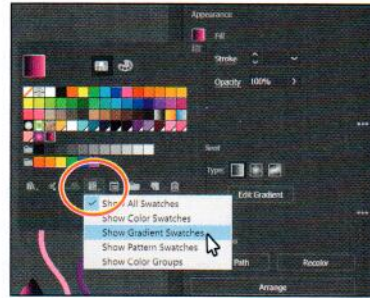 Appearance
Fill
Stroke
Opacity 100%
Type:
Edit Gradient
Show All Swatches
Show Color Swatches
Show Gradient Swatches
Show Pattern Swatches
Show Color Groups
Path
Recolor
Arrange